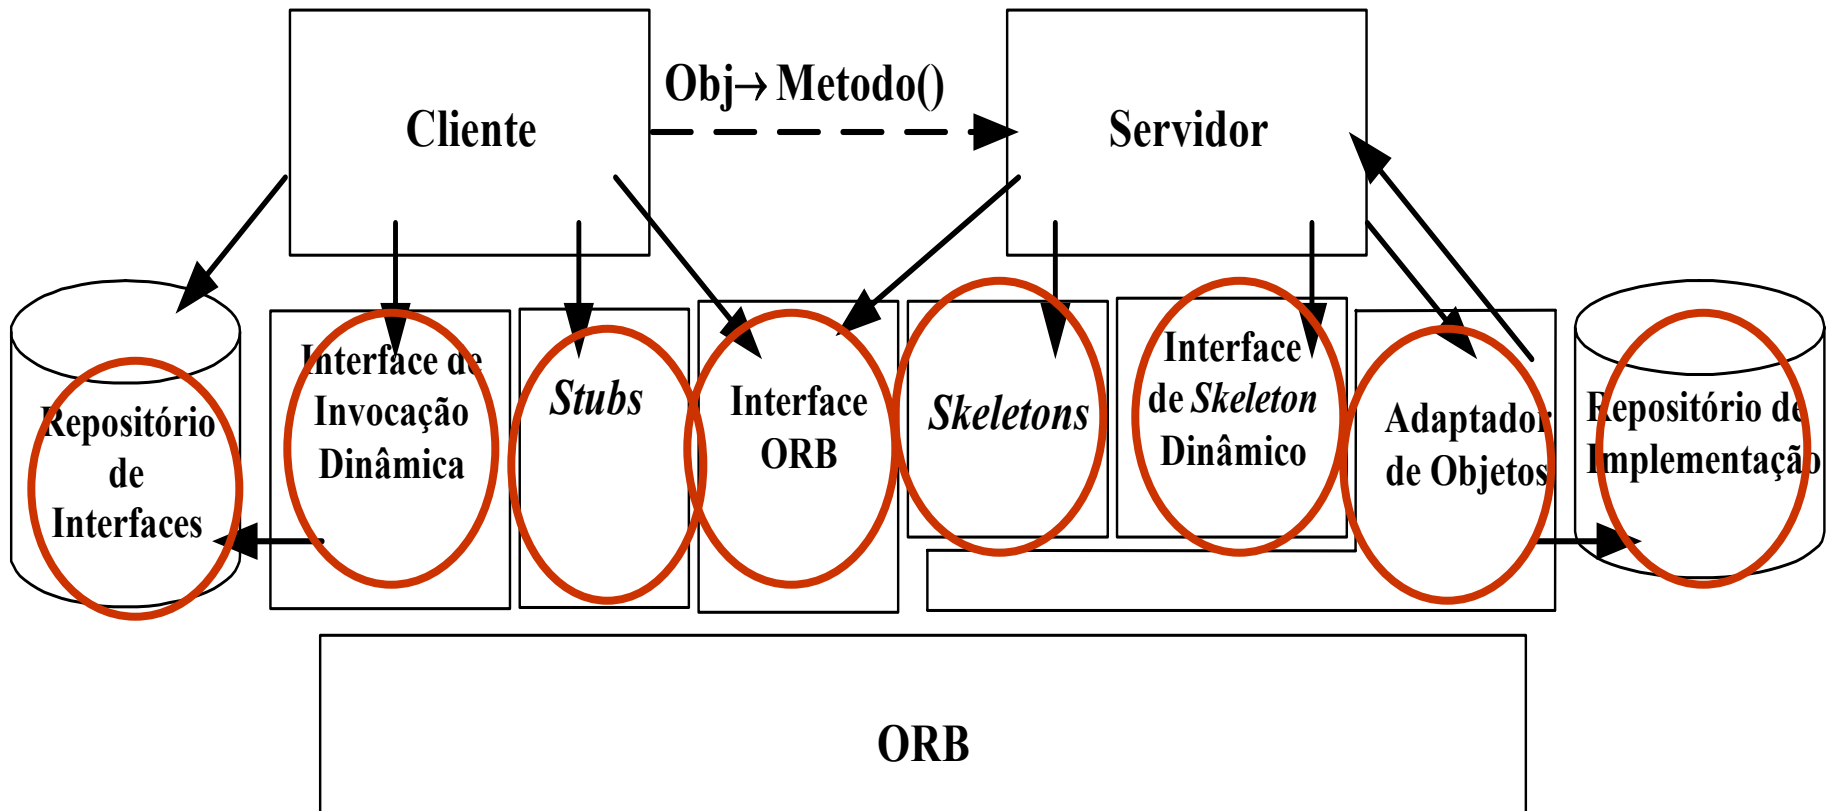 Obj→Metodo()
Cliente
Servidor
Repositório
de
Interfaces
Interface de
Invocação
Dinâmica
Stubs
Interface
ORB
Skeletons
Interface
de Skeleton
Dinâmico
Adaptador
de Objetos
Repositório de
Implementação
ORB